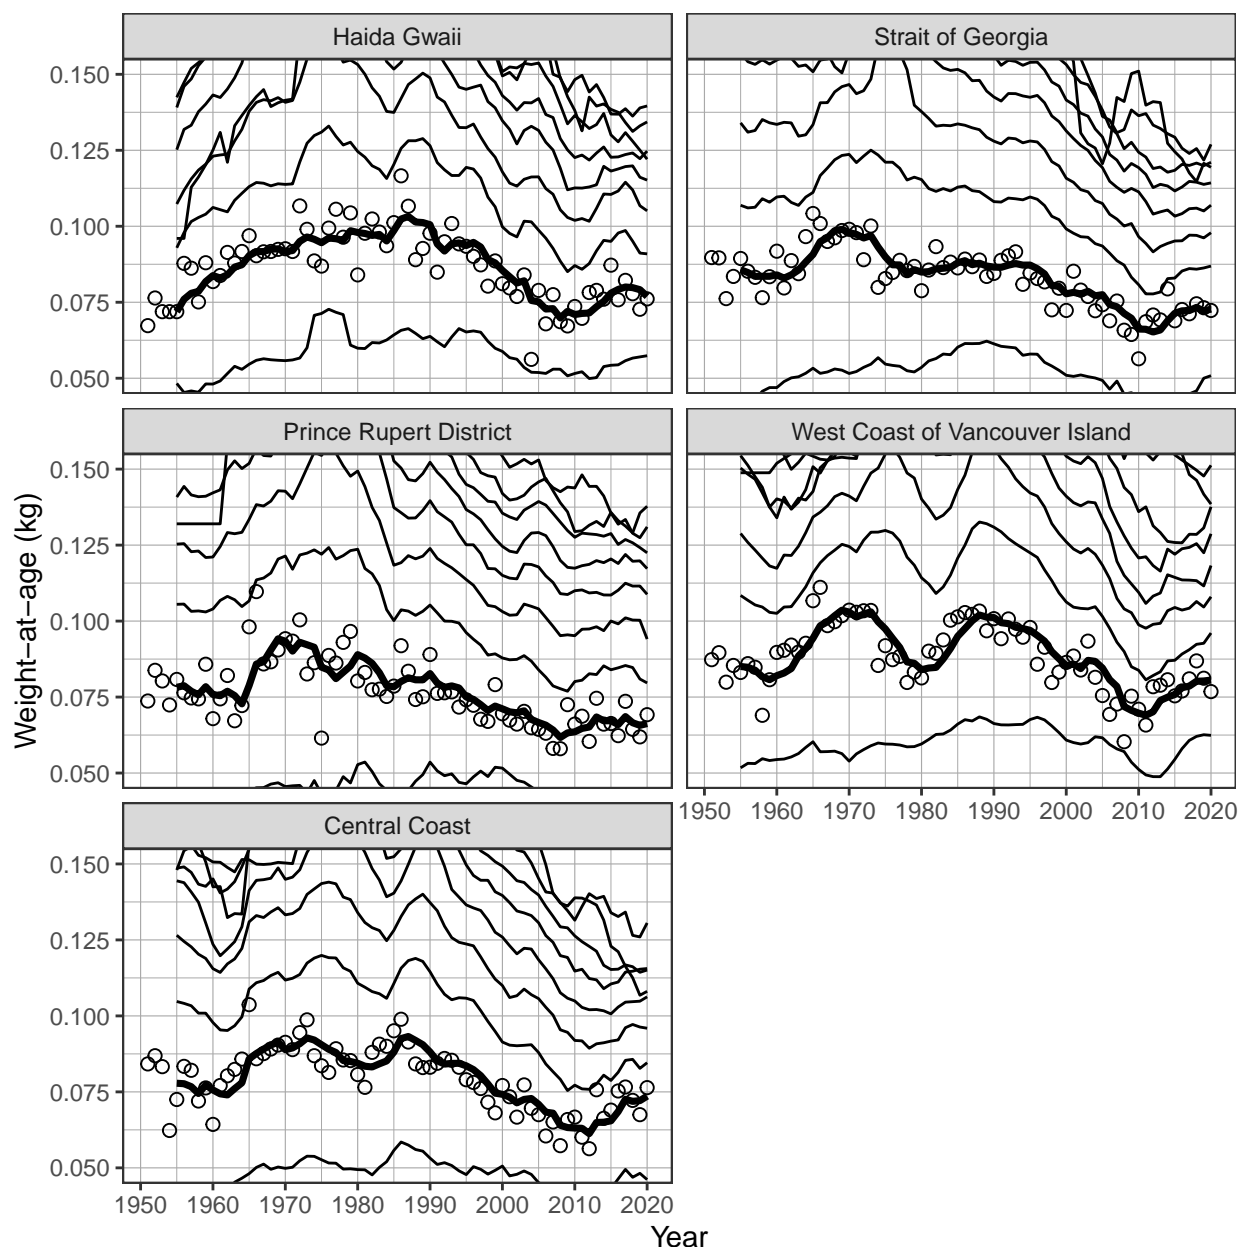 Haida Gwaii
Strait of Georgia
0.150
0.125
0.100
0.075
0.050
Prince Rupert District
West Coast of Vancouver Island
0.150
0.125
0.100
0.075
0.050
1950 1960 1970 1980 1990 2000 2010 2020
Central Coast
0.150
0.125
0.100
0.075
0.050
1950 1960 1970 1980 1990 2000 2010 2020
Year
Weight−at−age (kg)